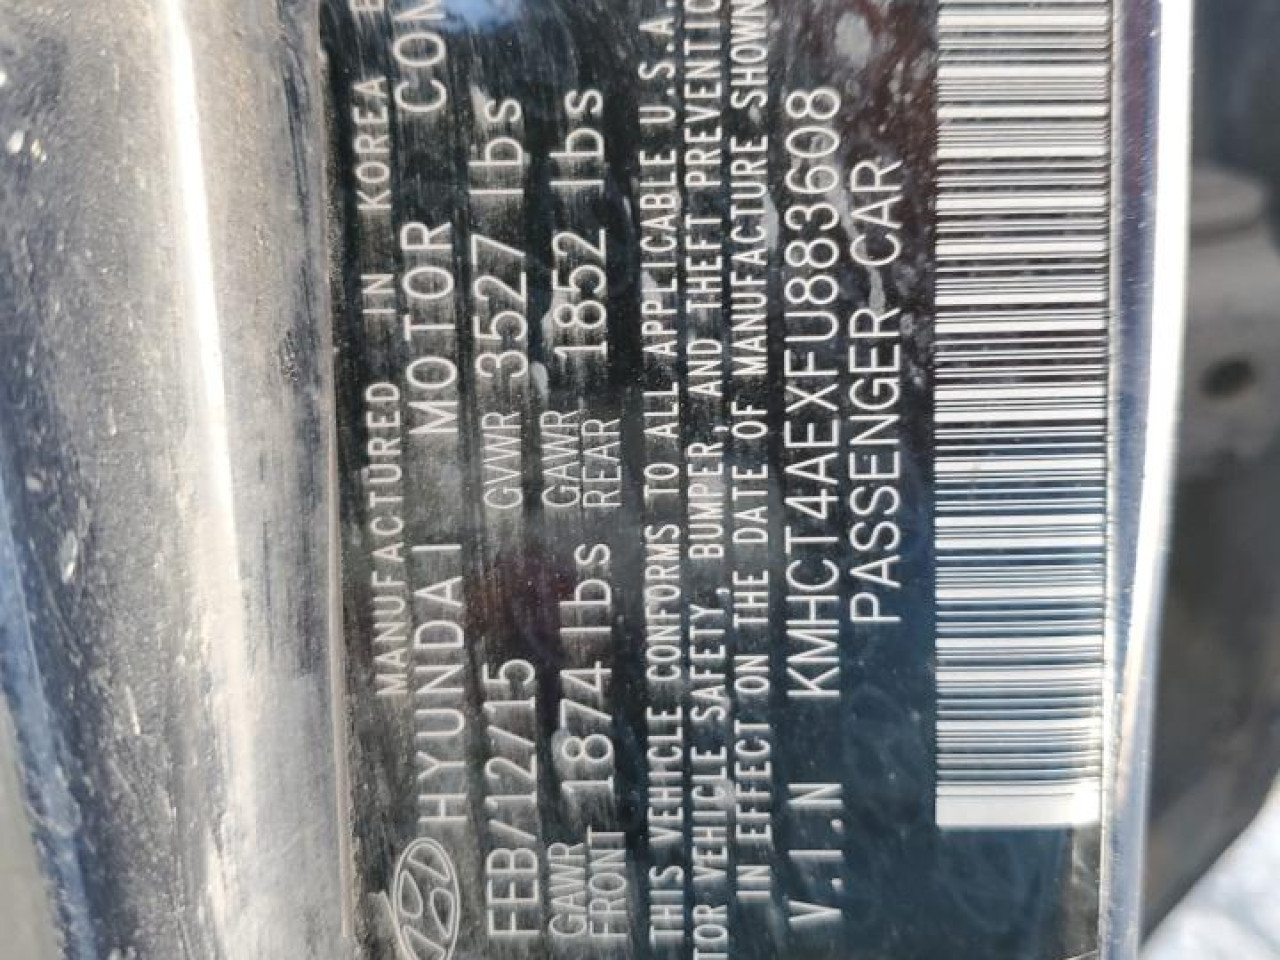 MANUFACTURED IN KOREA
HYUNDAI MOTOR COM
FEB/12/15 GVWR 3527 lbs
GAWR FRONT 1874 lbs GAWR REAR 1852 lbs
THIS VEHICLE CONFORMS TO ALL APPLICABLE U.S.A.
TOR VEHICLE SAFETY, BUMPER, AND THEFT PREVENTIO
IN EFFECT ON THE DATE OF MANUFACTURE SHOWN
V.I.N KMHCT4AEXFU883608
PASSENGER CAR